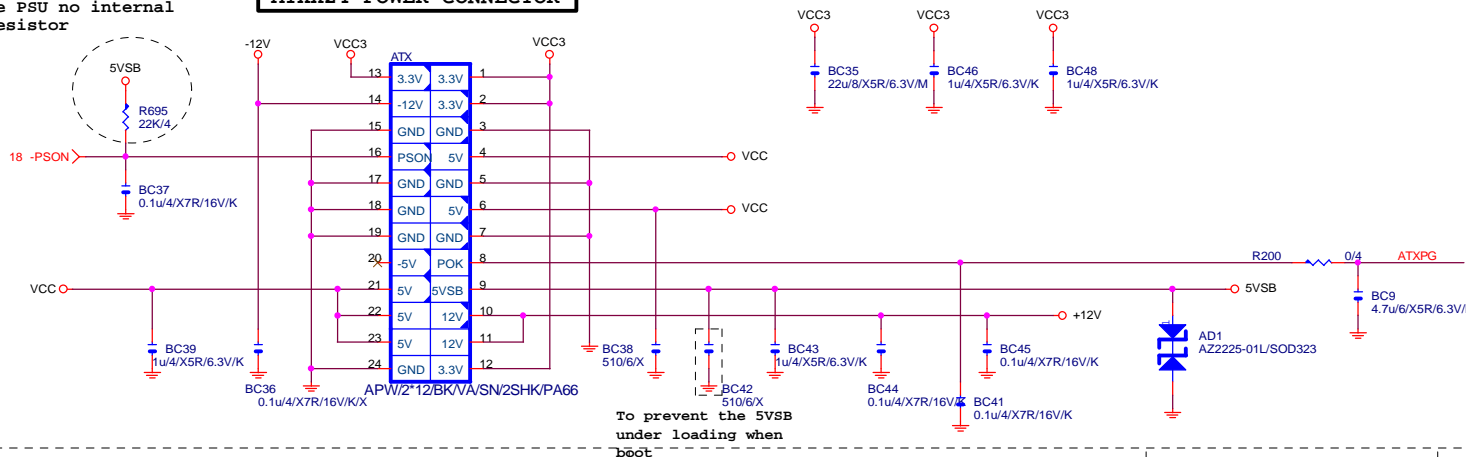 e PSU no internal
esistor
VCC3
VCC3
VCC3
-12V
VCC3
VCC3
ATX
5VSB
R695
22K/4
18 -PSON
BC37
0.1u/4/X7R/16V/K
13 3.3V 3.3V 1
14 -12V 3.3V 2
15 GND GND 3
16 PSON 5V 4
17 GND GND 5
18 GND 5V 6
19 GND GND 7
20 -5V POK 8
21 5V 5VSB 9
22 5V 12V 10
23 5V 12V 11
24 GND 3.3V 12
APW/2*12/BK/VA/SN/2SHK/PA66
BC35
22u/8/X5R/6.3V/M
BC46
1u/4/X5R/6.3V/K
BC48
1u/4/X5R/6.3V/K
VCC
VCC
VCC
R200
0/4
ATXPG
5VSB
+12V
BC9
4.7u/6/X5R/6.3V/
BC39
1u/4/X5R/6.3V/K
BC36
0.1u/4/X7R/16V/K/X
BC38
510/6/X
BC42
510/6/X
BC43
1u/4/X5R/6.3V/K
BC44
0.1u/4/X7R/16V/K
BC41
0.1u/4/X7R/16V/K
BC45
0.1u/4/X7R/16V/K
1
AD1
AZ2225-01L/SOD323
To prevent the 5VSB
under loading when
boot